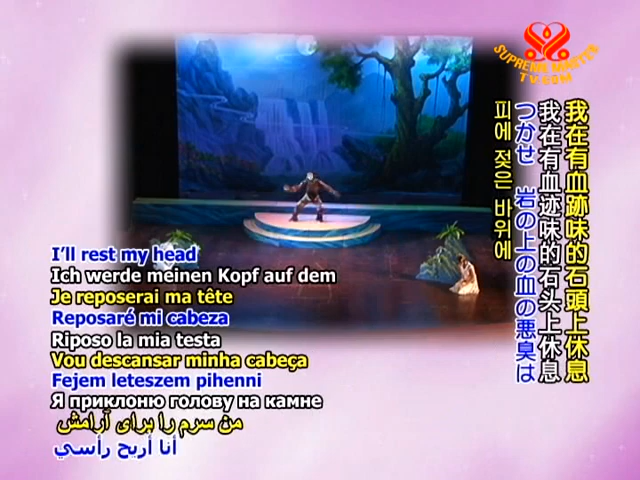 SUPREME MASTER
TV.COM
我在有血跡味的石頭上休息
我在有血迹味的石头上休息
つかせ　岩の上の血の悪臭は
피에 젖은 바위에
I'll rest my head
Ich werde meinen Kopf auf dem
Je reposerai ma tête
Reposaré mi cabeza
Riposo la mia testa
Vou descansar minha cabeça
Fejem leteszem pihenni
Я приклоню голову на камне
من سرم را برای آرامش
أنا أريح رأسي